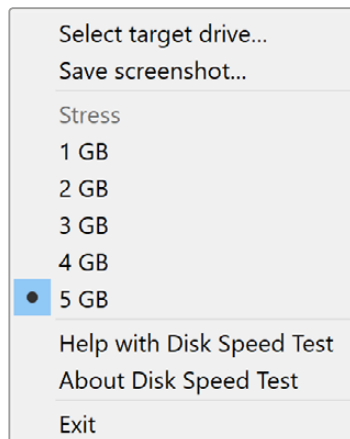 Select target drive...
Save screenshot...
Stress
1 GB
2 GB
3 GB
4 GB
5 GB
Help with Disk Speed Test
About Disk Speed Test
Exit